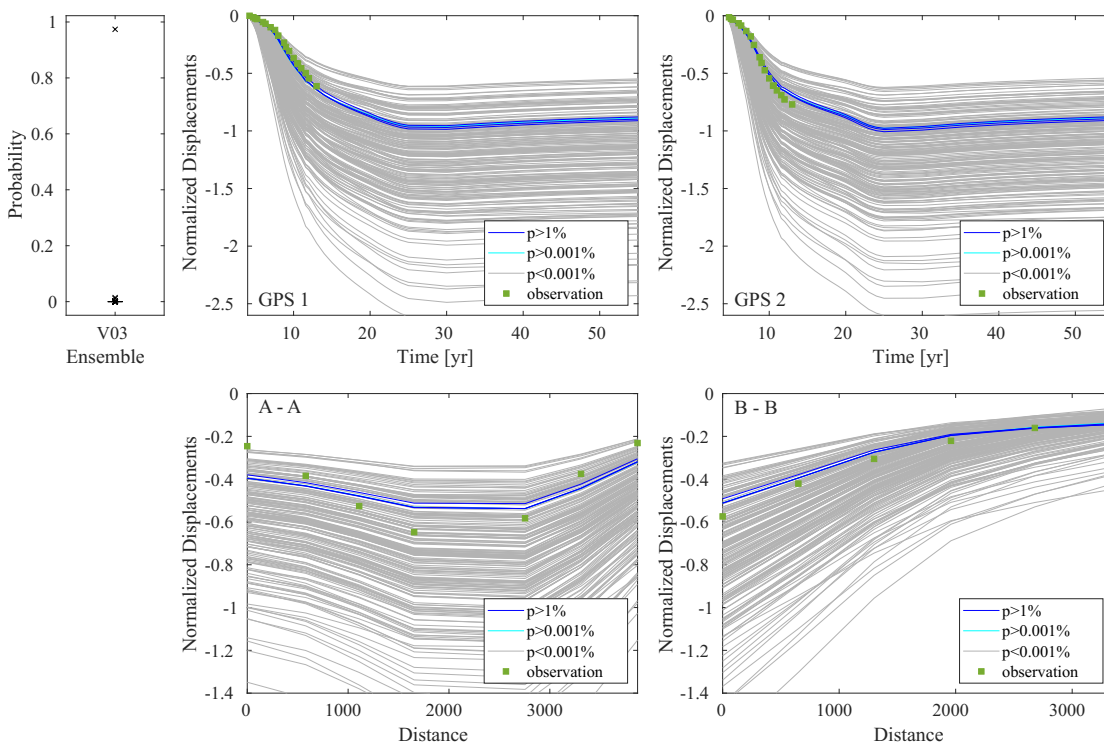 1
0.8
0.6
0.4
0.2
0
Probability
V03
Ensemble
0
-0.5
-1
-1.5
-2
-2.5
Normalized Displacements
GPS 1
p>1%
p>0.001%
p<0.001%
observation
10 20 30 40 50
Time [yr]
0
-0.5
-1
-1.5
-2
-2.5
Normalized Displacements
GPS 2
p>1%
p>0.001%
p<0.001%
observation
10 20 30 40 50
Time [yr]
0
-0.2
-0.4
-0.6
-0.8
-1
-1.2
-1.4
Normalized Displacements
A - A
p>1%
p>0.001%
p<0.001%
observation
0 1000 2000 3000
Distance
0
-0.2
-0.4
-0.6
-0.8
-1
-1.2
-1.4
Normalized Displacements
B - B
p>1%
p>0.001%
p<0.001%
observation
0 1000 2000 3000
Distance